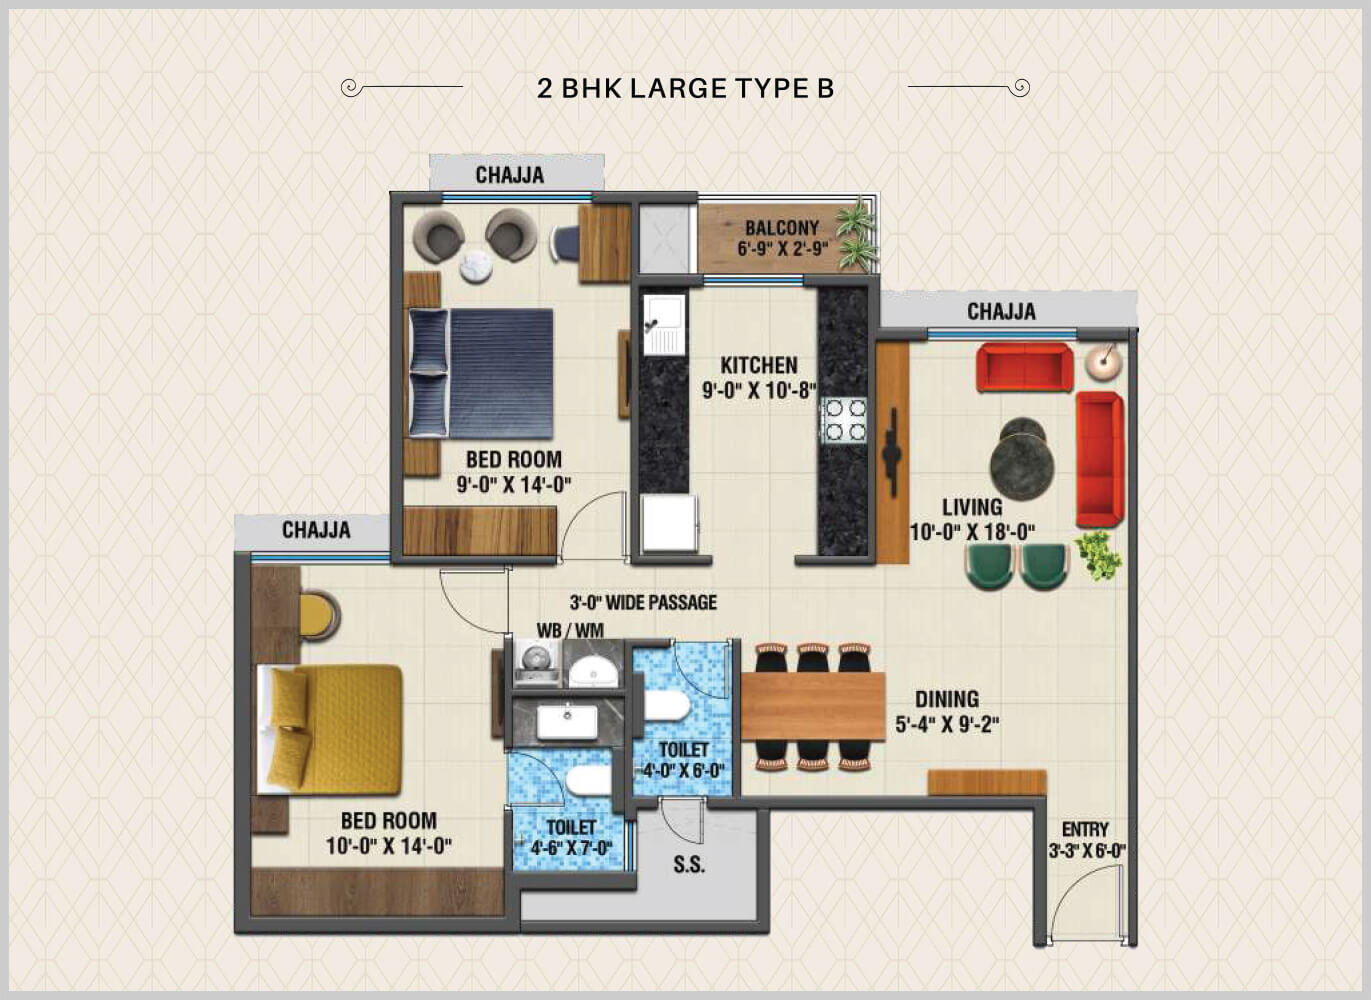 2 BHK LARGE TYPE B
CHAJJA
BALCONY
6'-9" X 2'-9"
CHAJJA
KITCHEN
9'-0" X 10'-8"
BED ROOM
9'-0" X 14'-0"
LIVING
10'-0" X 18'-0"
CHAJJA
3'-0" WIDE PASSAGE
WB / WM
DINING
5'-4" X 9'-2"
TOILET
4'-0" X 6'-0"
BED ROOM
10'-0" X 14'-0"
TOILET
4'-6" X 7'-0"
S.S.
ENTRY
3'-3" X 6'-0"